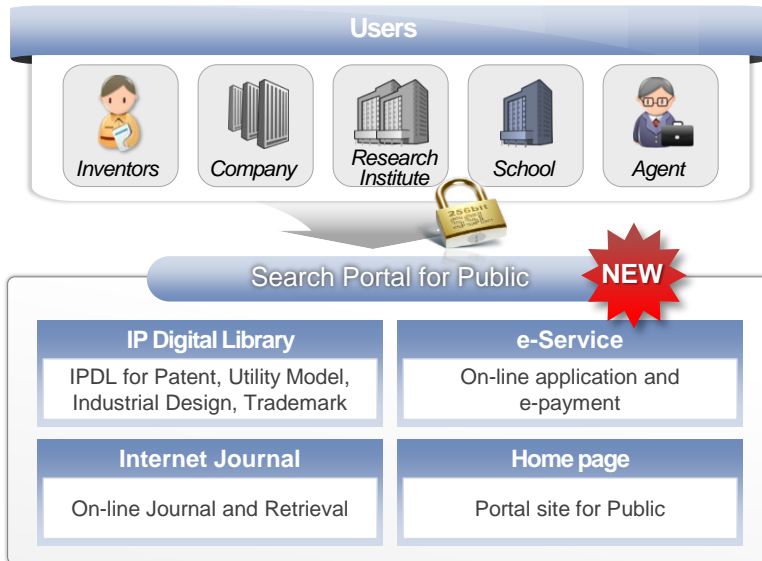 Users
Inventors
Company
Research
Institute
School
Agent
256bit
Search Portal for Public
NEW
IP Digital Library
IPDL for Patent, Utility Model,
Industrial Design, Trademark
e-Service
On-line application and
e-payment
Internet Journal
On-line Journal and Retrieval
Home page
Portal site for Public